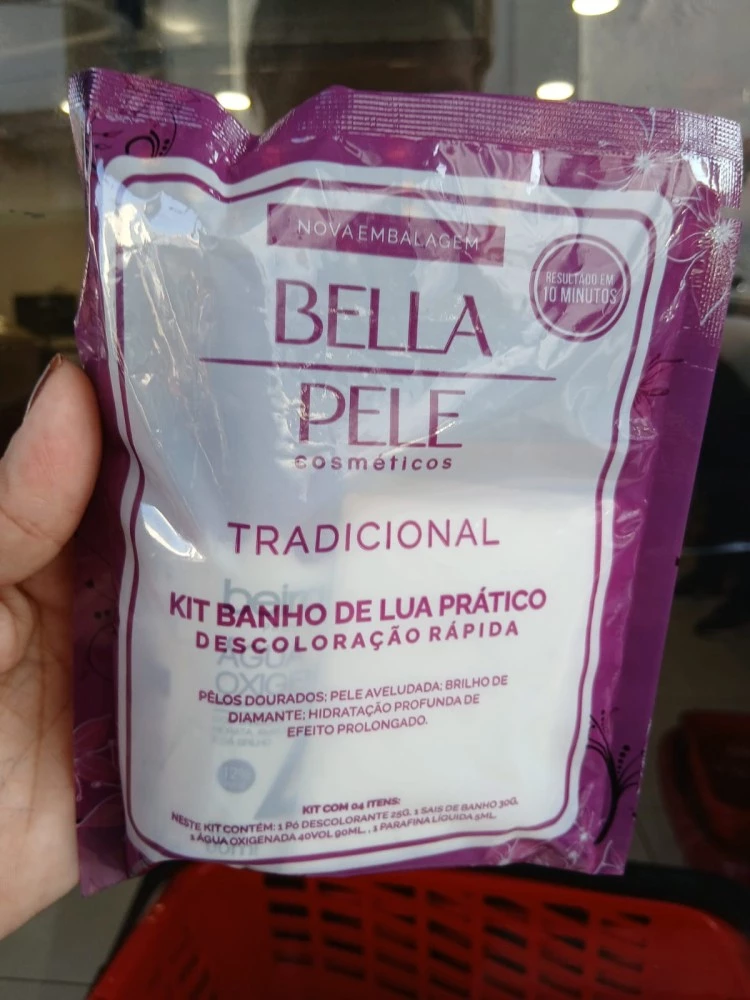 NOVA EMBALAGEM
RESULTADO EM
10 MINUTOS
BELLA
PELE
cosméticos
TRADICIONAL
KIT BANHO DE LUA PRÁTICO
DESCOLORAÇÃO RÁPIDA
PÊLOS DOURADOS; PELE AVELUDADA; BRILHO DE
DIAMANTE; HIDRATAÇÃO PROFUNDA DE
EFEITO PROLONGADO.
KIT COM 04 ITENS:
NESTE KIT CONTÉM: 1 PÓ DESCOLORANTE 25G, 1 SAIS DE BANHO 30G,
1 ÁGUA OXIGENADA 40VOL 90ML, , 1 PARAFINA LÍQUIDA 5ML.
12%